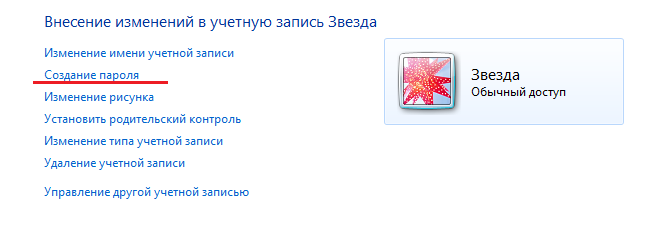 Внесение изменений в учетную запись Звезда
Изменение имени учетной записи
Создание пароля
Изменение рисунка
Установить родительский контроль
Изменение типа учетной записи
Удаление учетной записи
Управление другой учетной записью
Звезда
Обычный доступ